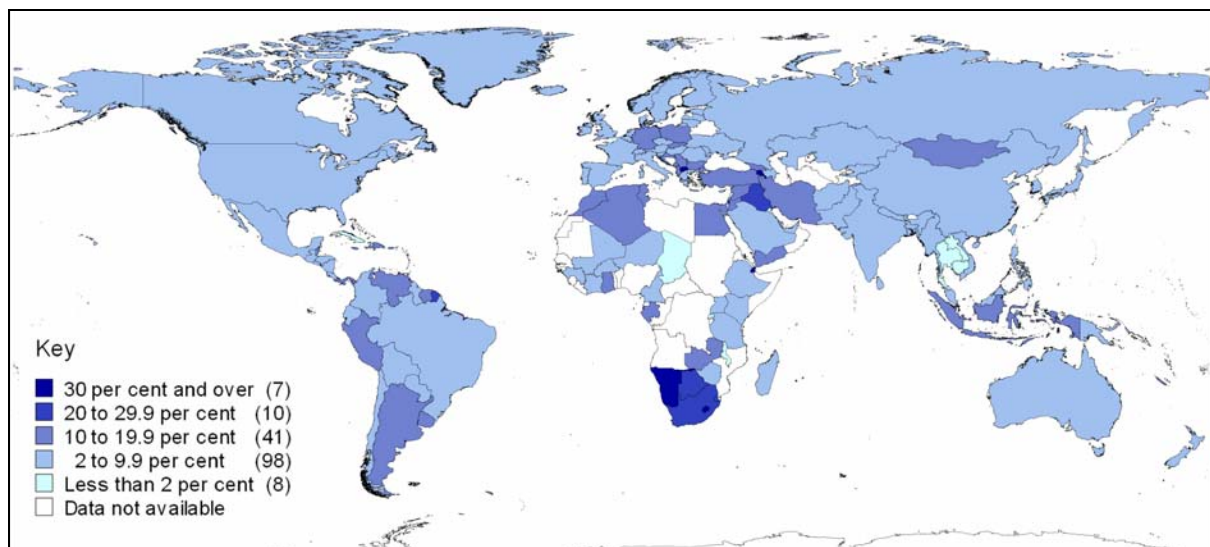 Key
30 per cent and over (7)
20 to 29.9 per cent (10)
10 to 19.9 per cent (41)
2 to 9.9 per cent (98)
Less than 2 per cent (8)
Data not available